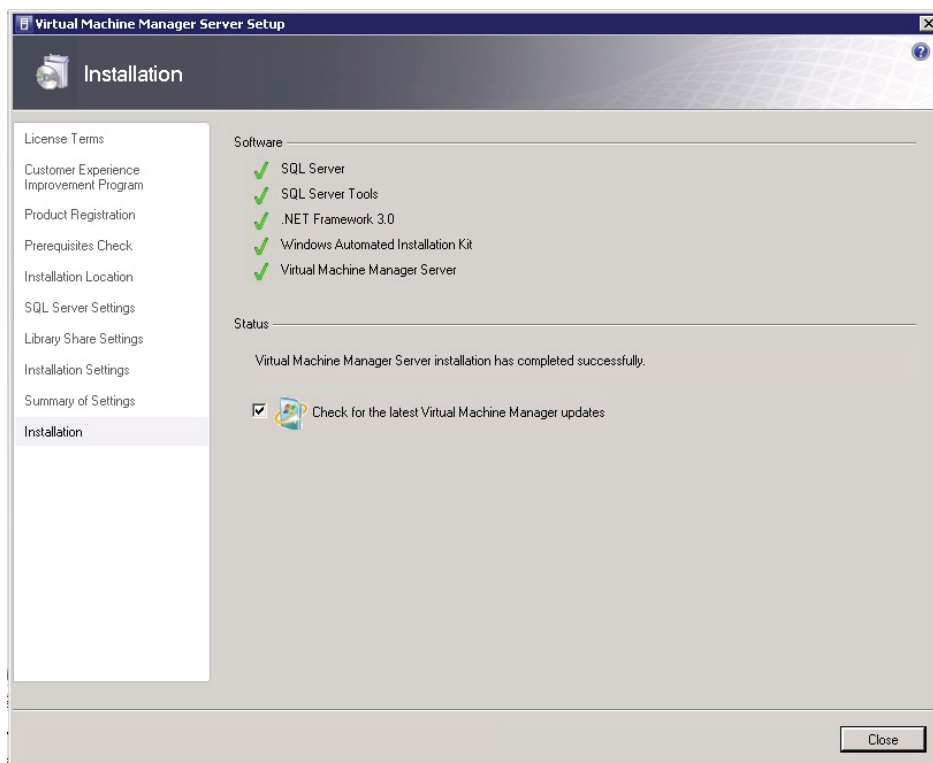 Virtual Machine Manager Server Setup
Installation
License Terms
Customer Experience
Improvement Program
Product Registration
Prerequisites Check
Installation Location
SQL Server Settings
Library Share Settings
Installation Settings
Summary of Settings
Installation
Software
SQL Server
SQL Server Tools
.NET Framework 3.0
Windows Automated Installation Kit
Virtual Machine Manager Server
Status
Virtual Machine Manager Server installation has completed successfully.
Check for the latest Virtual Machine Manager updates
Close